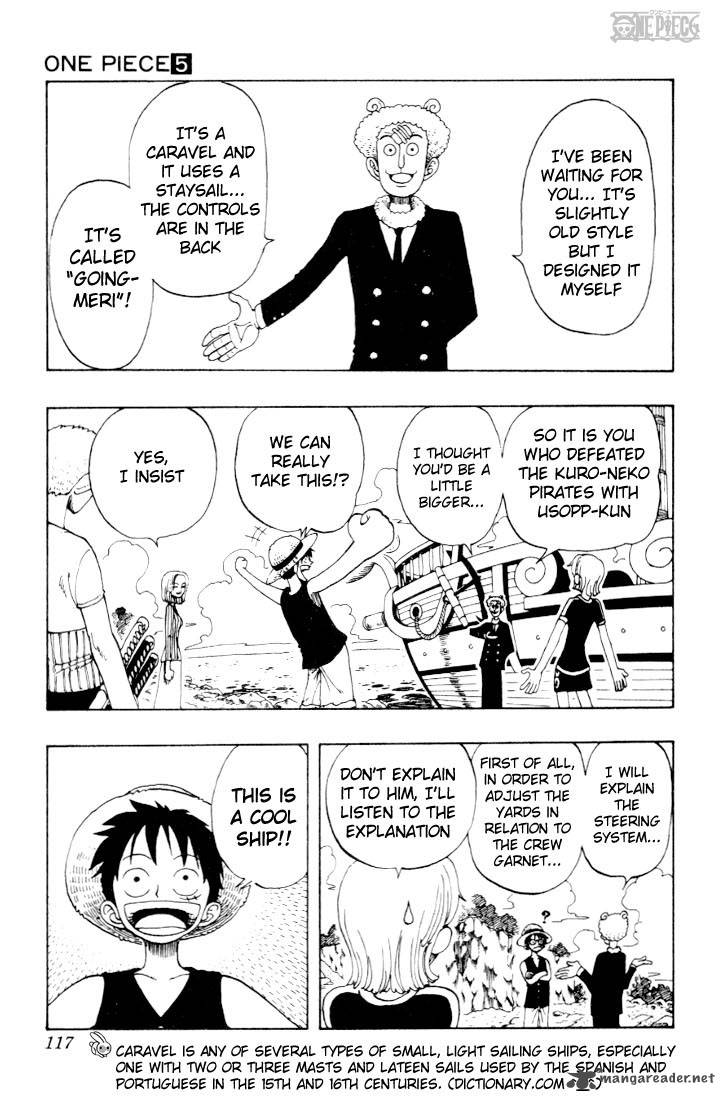 ワンピース
ONE PIECE
ONE PIECE 5
I'VE BEEN
WAITING FOR
YOU... IT'S
SLIGHTLY
OLD STYLE
BUT I
DESIGNED IT
MYSELF
IT'S A
CARAVEL AND
IT USES A
STAYSAIL...
THE CONTROLS
ARE IN THE
BACK
IT'S
CALLED
"GOING-
MERI"!
SO IT IS YOU
WHO DEFEATED
THE KURO-NEKO
PIRATES WITH
USOPP-KUN
I THOUGHT
YOU'D BE A
LITTLE
BIGGER...
WE CAN
REALLY
TAKE THIS!?
YES,
I INSIST
I WILL
EXPLAIN
THE
STEERING
SYSTEM...
FIRST OF ALL,
IN ORDER TO
ADJUST THE
YARDS IN
RELATION TO
THE CREW
GARNET...
DON'T EXPLAIN
IT TO HIM, I'LL
LISTEN TO THE
EXPLANATION
?
THIS IS
A COOL
SHIP!!
117
CARAVEL IS ANY OF SEVERAL TYPES OF SMALL, LIGHT SAILING SHIPS, ESPECIALLY
ONE WITH TWO OR THREE MASTS AND LATEEN SAILS USED BY THE SPANISH AND
PORTUGUESE IN THE 15TH AND 16TH CENTURIES. (DICTIONARY.COM
mangareader.net